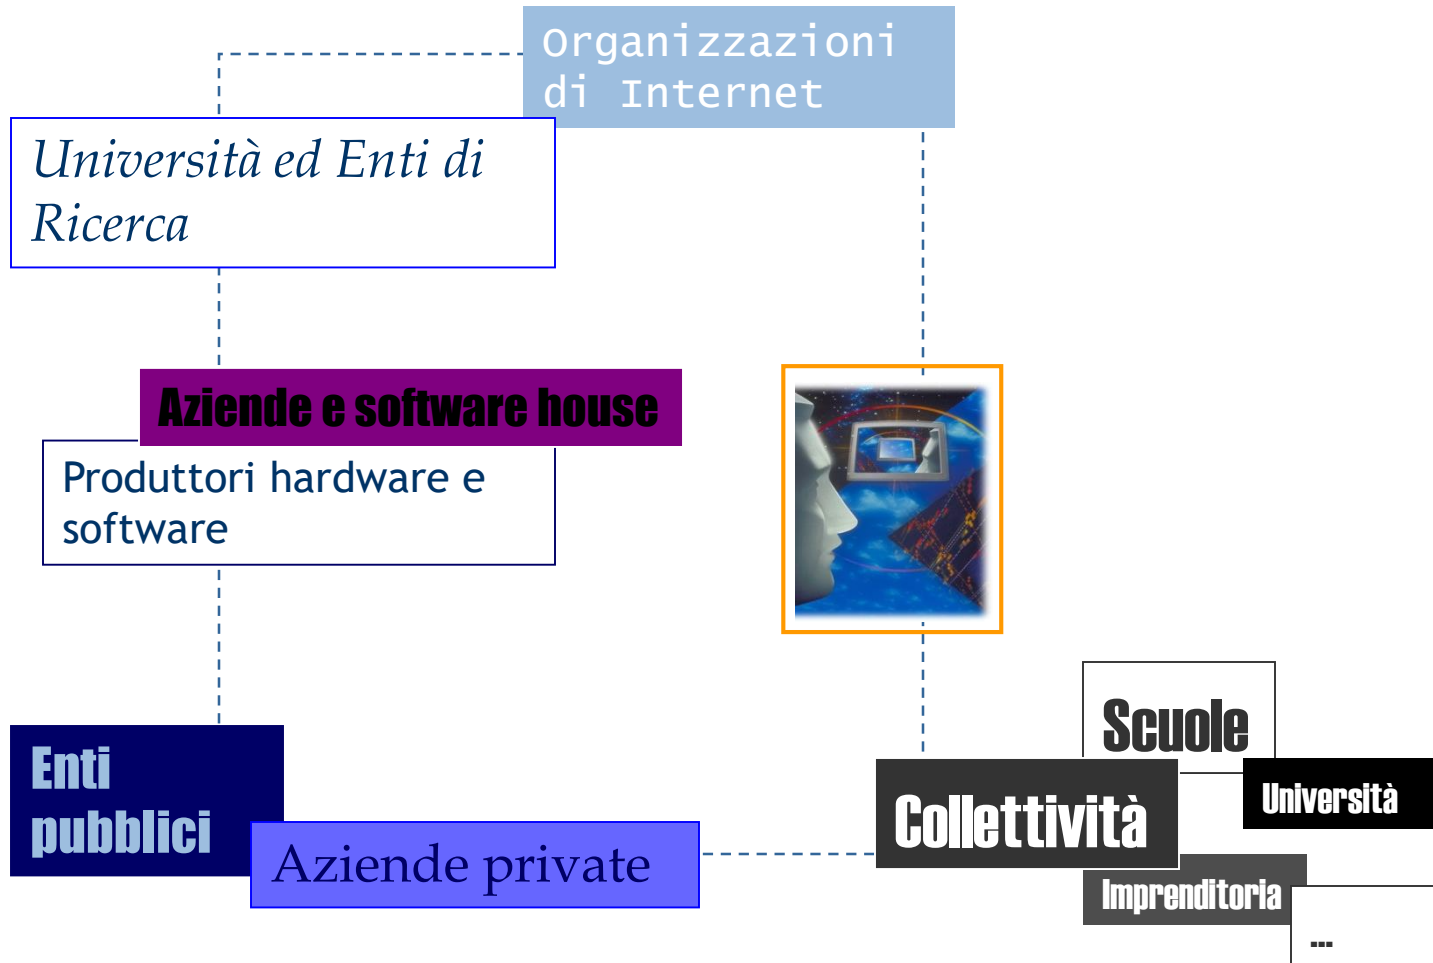 Organizzazioni
di Internet
Università ed Enti di
Ricerca
Aziende e software house
Produttori hardware e
software
Enti
pubblici
Aziende private
Scuole
Università
Collettività
Imprenditoria
...